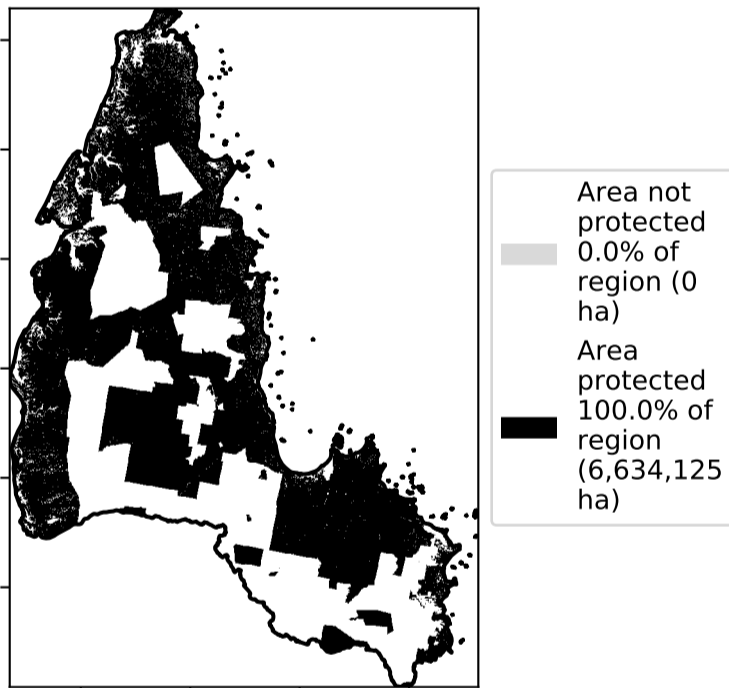 Area not
protected
0.0% of
region (0
ha)
Area
protected
100.0% of
region
(6,634,125
ha)